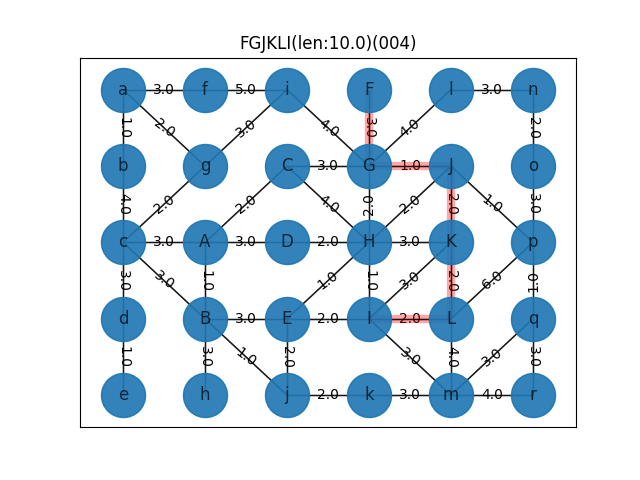 FGJKLI(len:10.0)(004)
a 3.0 f 5.0 i F l 3.0 n
1.0 2.0 3.0 4.0 3.0 4.0 2.0
b g C 3.0 G 1.0 J o
4.0 2.0 2.0 4.0 2.0 2.0 2.0 1.0 3.0
c 3.0 A 3.0 D 2.0 H 3.0 K p
3.0 3.0 1.0 1.0 1.0 3.0 2.0 6.0 1.0
d B 3.0 E 2.0 I 2.0 L q
1.0 3.0 1.0 2.0 3.0 4.0 3.0 3.0
e h j 2.0 k 3.0 m 4.0 r